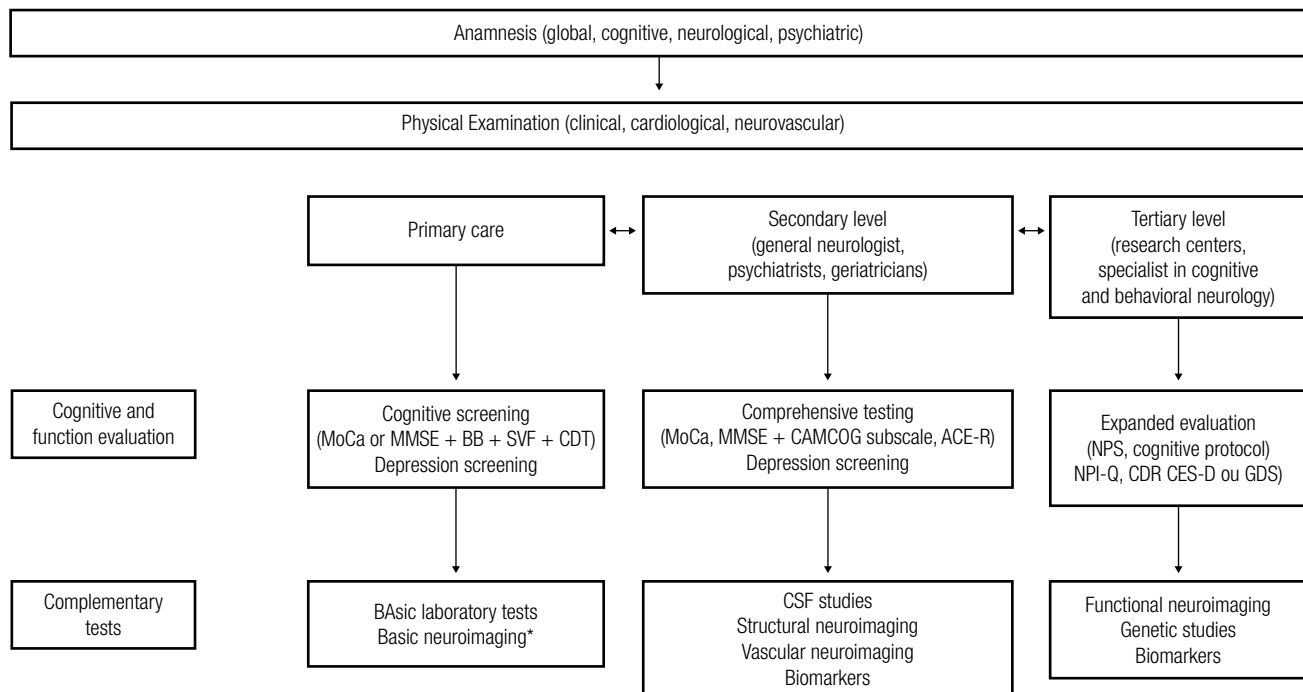 Anamnesis (global, cognitive, neurological, psychiatric)
Physical Examination (clinical, cardiological, neurovascular)
Primary care
Secondary level
(general neurologist,
psychiatrists, geriatricians)
Tertiary level
(research centers,
specialist in cognitive
and behavioral neurology)
Cognitive and
function evaluation
Cognitive screening
(MoCa or MMSE + BB + SVF + CDT)
Depression screening
Comprehensive testing
(MoCa, MMSE + CAMCOG subscale, ACE-R)
Depression screening
Expanded evaluation
(NPS, cognitive protocol)
NPI-Q, CDR CES-D ou GDS)
Complementary
tests
BAsic laboratory tests
Basic neuroimaging*
CSF studies
Structural neuroimaging
Vascular neuroimaging
Biomarkers
Functional neuroimaging
Genetic studies
Biomarkers